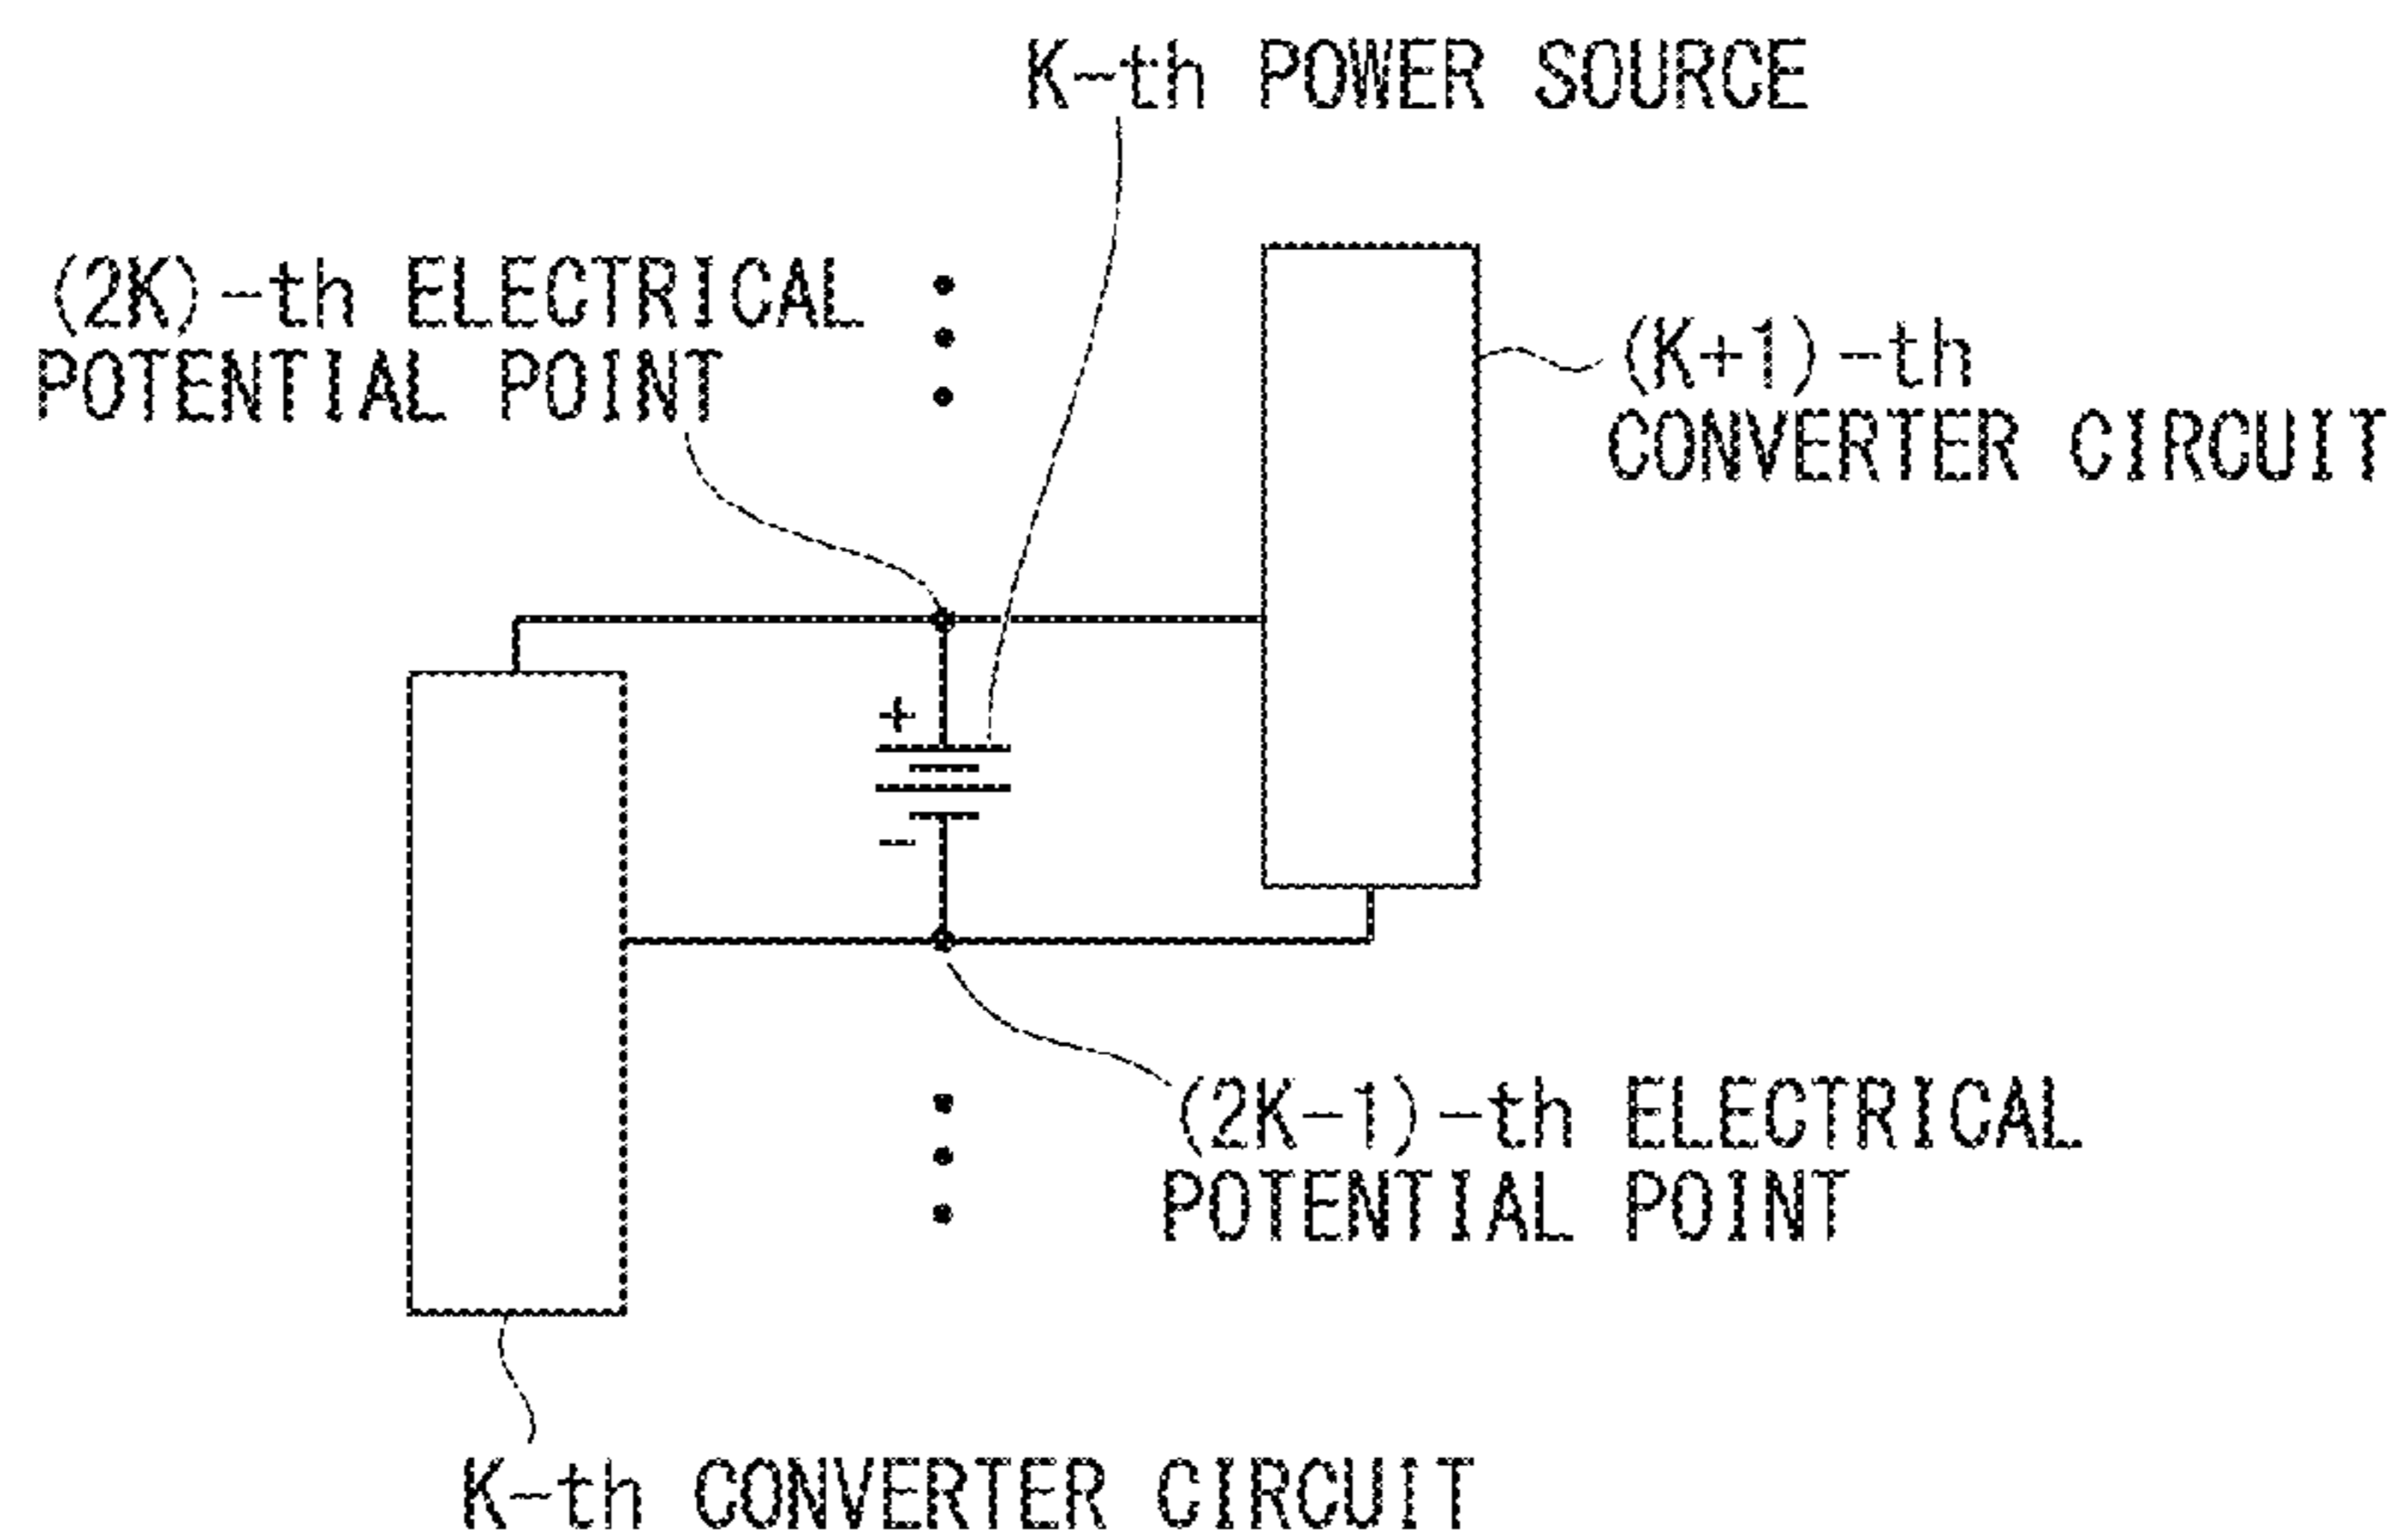 K-th POWER SOURCE
(2K)-th ELECTRICAL
POTENTIAL POINT
(K+1)-th
CONVERTER CIRCUIT
+
−
(2K-1)-th ELECTRICAL
POTENTIAL POINT
K-th CONVERTER CIRCUIT